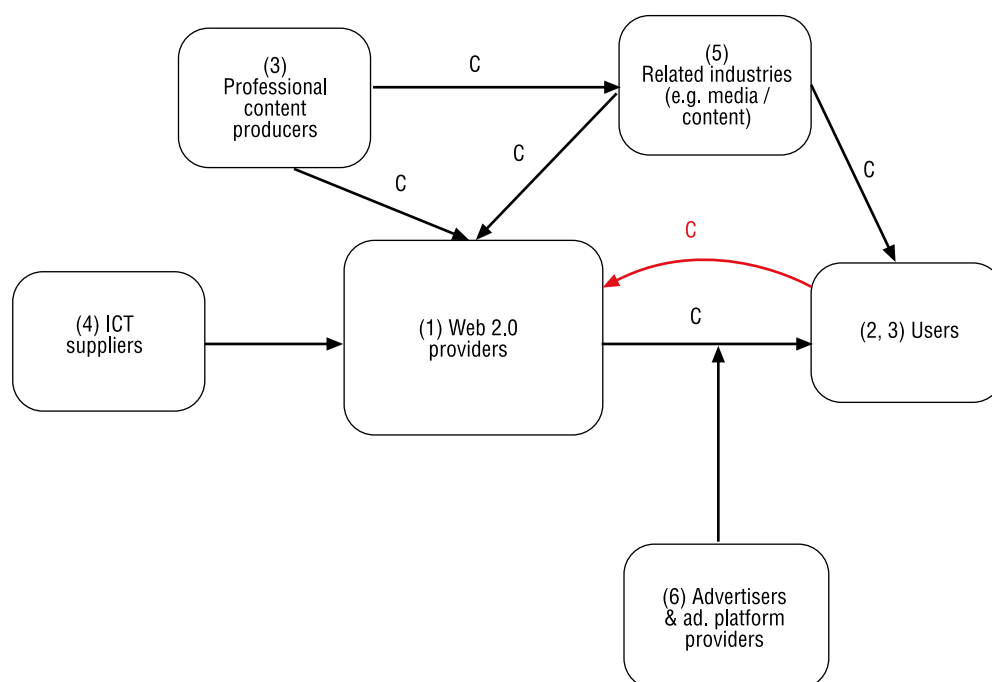 (3)
Professional
content
producers
C
(5)
Related industries
(e.g. media /
content)
C
C
C
C
(4) ICT
suppliers
(1) Web 2.0
providers
C
(2, 3) Users
(6) Advertisers
& ad. platform
providers